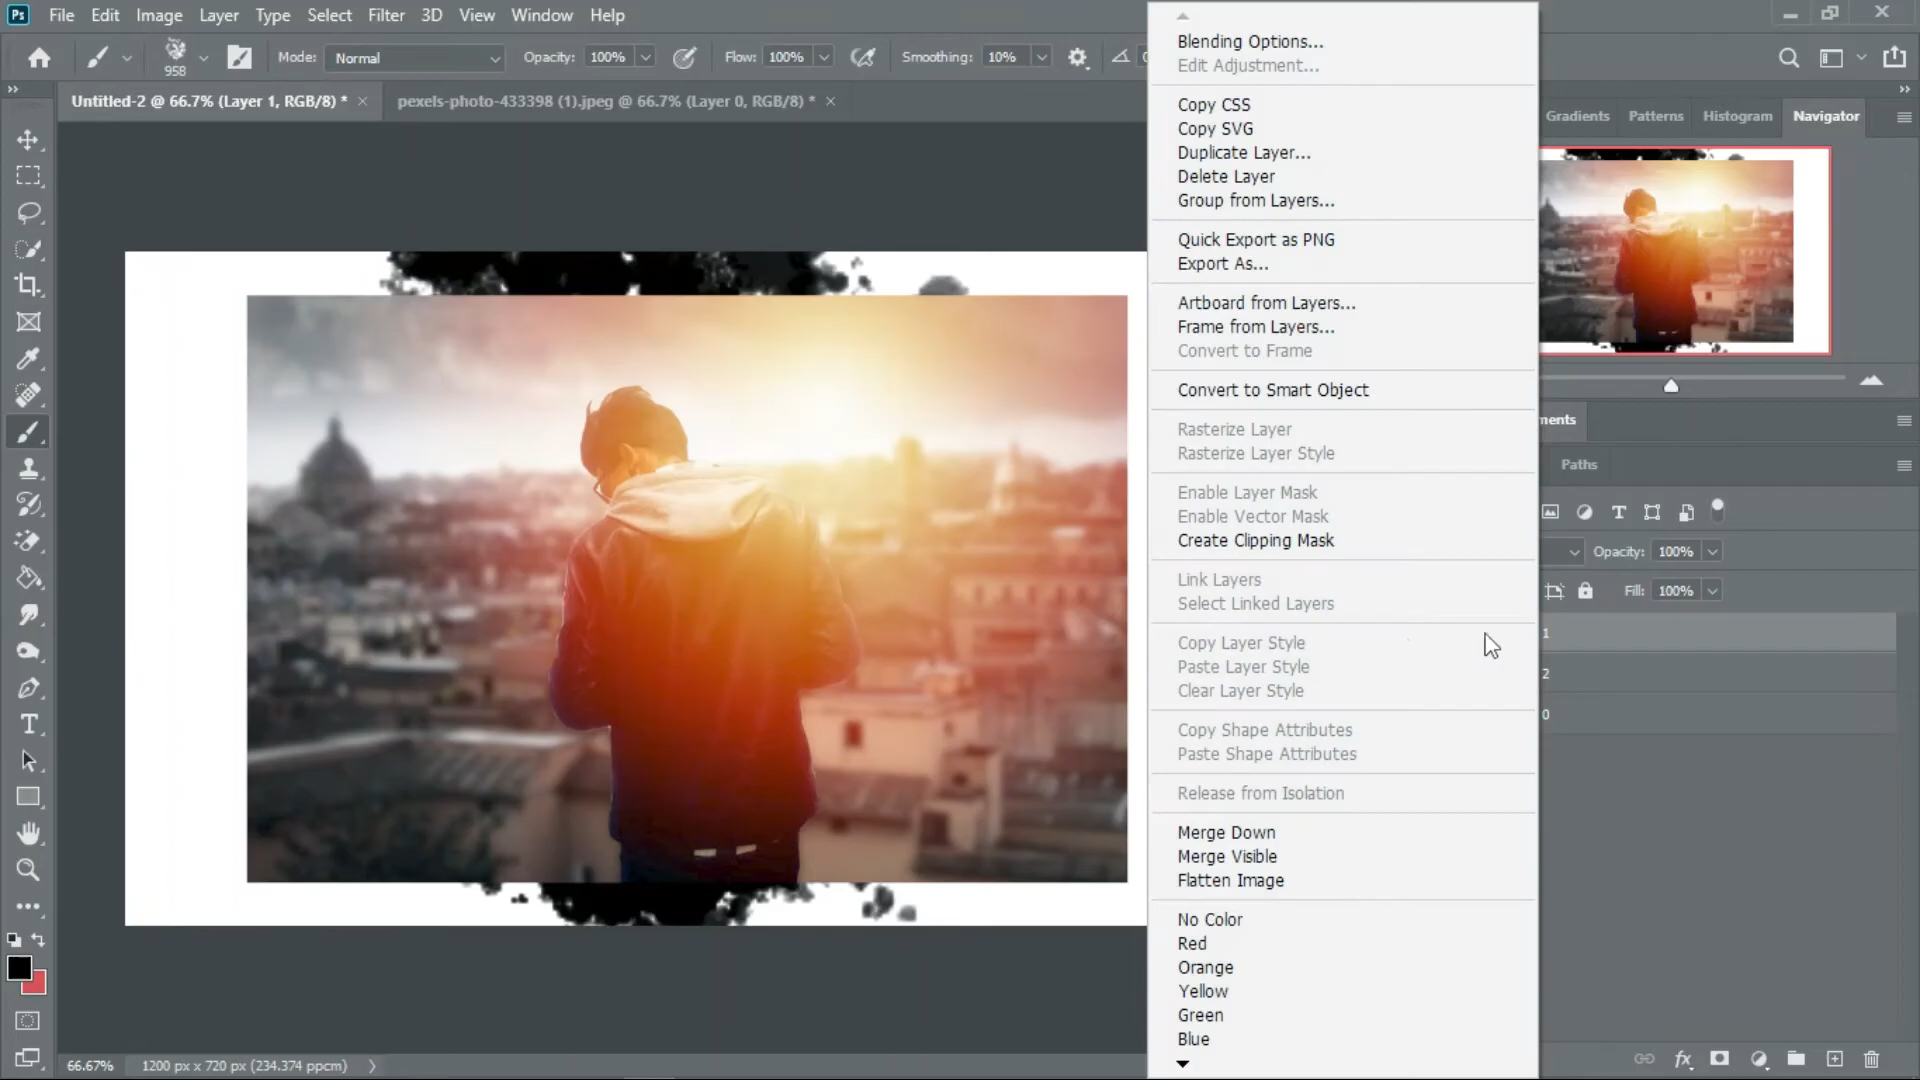 Ps File Edit Image Layer Type Select Filter 3D View Window Help
958 Mode: Normal Opacity: 100% Flow: 100% Smoothing: 10%
Untitled-2 @ 66.7% (Layer 1, RGB/8) * × pexels-photo-433398 (1).jpeg @ 66.7% (Layer 0, RGB/8) * ×
Blending Options...
Edit Adjustment...
Copy CSS
Copy SVG
Duplicate Layer...
Delete Layer
Group from Layers...
Quick Export as PNG
Export As...
Artboard from Layers...
Frame from Layers...
Convert to Frame
Convert to Smart Object
Rasterize Layer
Rasterize Layer Style
Enable Layer Mask
Enable Vector Mask
Create Clipping Mask
Link Layers
Select Linked Layers
Copy Layer Style
Paste Layer Style
Clear Layer Style
Copy Shape Attributes
Paste Shape Attributes
Release from Isolation
Merge Down
Merge Visible
Flatten Image
No Color
Red
Orange
Yellow
Green
Blue
Gradients Patterns Histogram Navigator
ments
Paths
Opacity: 100%
Fill: 100%
1
2
0
fx
66.67% 1200 px x 720 px (234.374 ppcm)